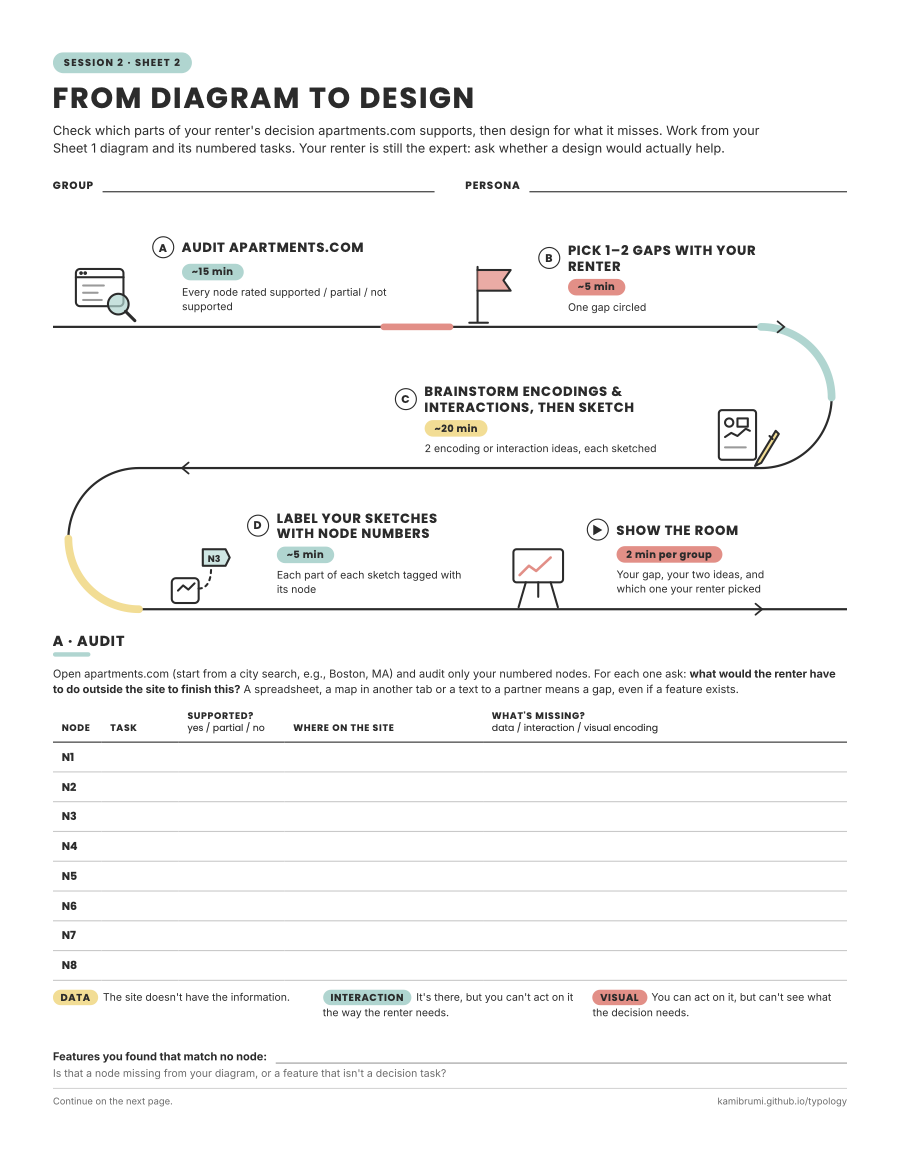 SESSION 2 · SHEET 2
FROM DIAGRAM TO DESIGN
Check which parts of your renter's decision apartments.com supports, then design for what it misses. Work from your
Sheet 1 diagram and its numbered tasks. Your renter is still the expert: ask whether a design would actually help.
GROUP
PERSONA
A AUDIT APARTMENTS.COM
~15 min
Every node rated supported / partial / not
supported
B PICK 1–2 GAPS WITH YOUR
RENTER
~5 min
One gap circled
C BRAINSTORM ENCODINGS &
INTERACTIONS, THEN SKETCH
~20 min
2 encoding or interaction ideas, each sketched
D LABEL YOUR SKETCHES
WITH NODE NUMBERS
~5 min
Each part of each sketch tagged with
its node
N3
SHOW THE ROOM
2 min per group
Your gap, your two ideas, and
which one your renter picked
A · AUDIT
Open apartments.com (start from a city search, e.g., Boston, MA) and audit only your numbered nodes. For each one ask: what would the renter have
to do outside the site to finish this? A spreadsheet, a map in another tab or a text to a partner means a gap, even if a feature exists.
NODE TASK SUPPORTED? yes / partial / no WHERE ON THE SITE WHAT'S MISSING? data / interaction / visual encoding
N1
N2
N3
N4
N5
N6
N7
N8
DATA The site doesn't have the information.
INTERACTION It's there, but you can't act on it
the way the renter needs.
VISUAL You can act on it, but can't see what
the decision needs.
Features you found that match no node:
Is that a node missing from your diagram, or a feature that isn't a decision task?
Continue on the next page.
kamibrumi.github.io/typology